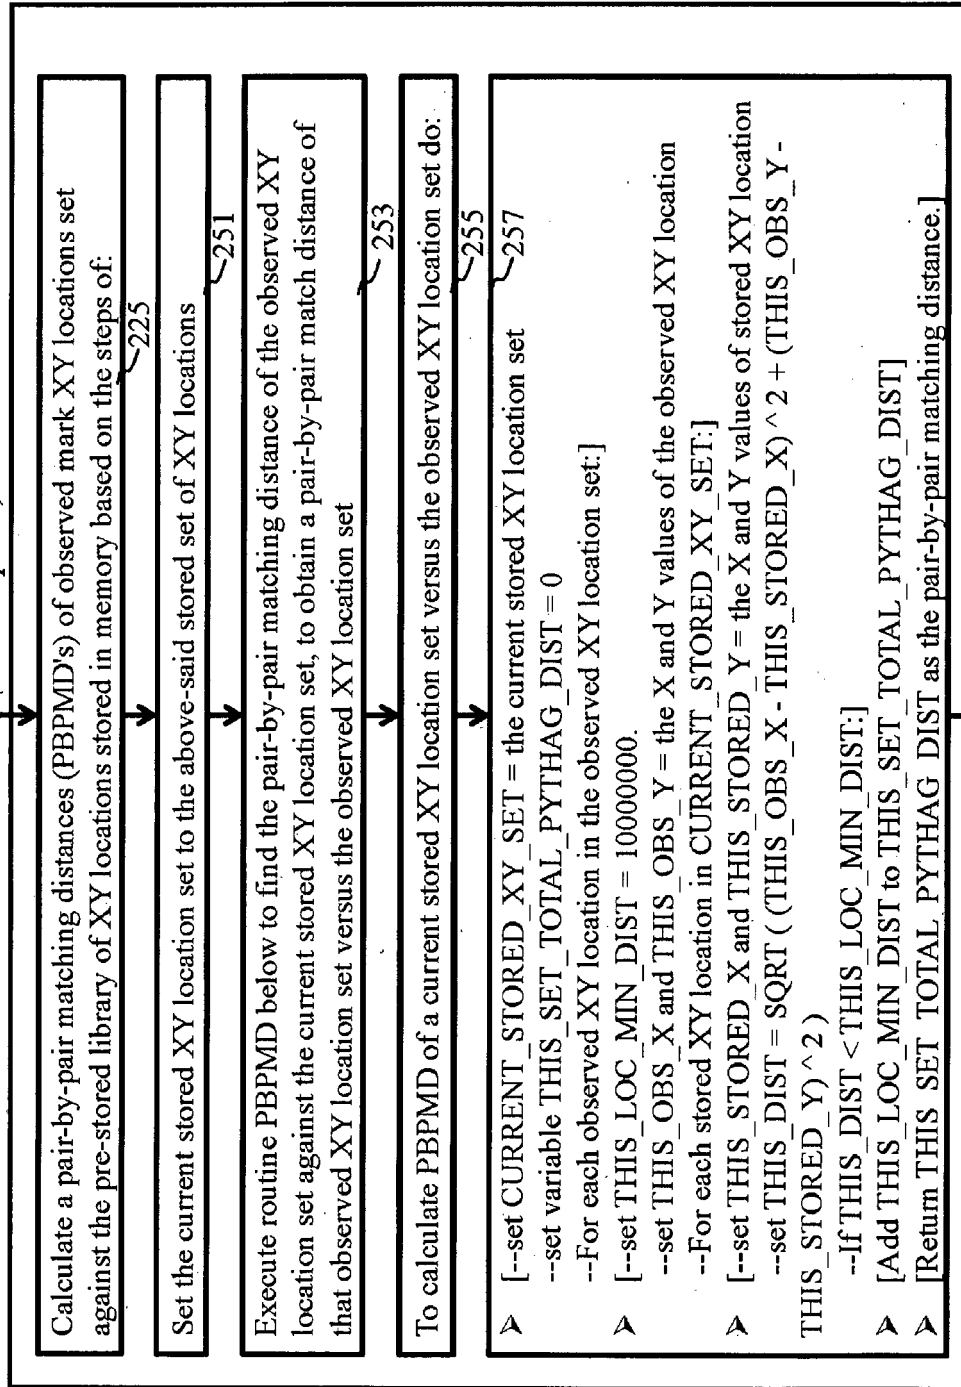 Calculate a pair-by-pair matching distances (PBPMD's) of observed mark XY locations set
against the pre-stored library of XY locations stored in memory based on the steps of:
225
Set the current stored XY location set to the above-said stored set of XY locations
251
Execute routine PBPMD below to find the pair-by-pair matching distance of the observed XY
location set against the current stored XY location set, to obtain a pair-by-pair match distance of
that observed XY location set versus the observed XY location set
253
To calculate PBPMD of a current stored XY location set versus the observed XY location set do:
255
257
➤ [--set CURRENT_STORED_XY_SET = the current stored XY location set
--set variable THIS_SET_TOTAL_PYTHAG_DIST = 0
--For each observed XY location in the observed XY location set:]
➤ [--set THIS_LOC_MIN_DIST = 10000000.
--set THIS_OBS_X and THIS_OBS_Y = the X and Y values of the observed XY location
--For each stored XY location in CURRENT_STORED_XY_SET:]
➤ [--set THIS_STORED_X and THIS_STORED_Y = the X and Y values of stored XY location
--set THIS_DIST = SQRT ( (THIS_OBS_X - THIS_STORED_X) ^ 2 + (THIS_OBS_Y -
THIS_STORED_Y) ^ 2 )
--If THIS_DIST < THIS_LOC_MIN_DIST:]
➤ [Add THIS_LOC_MIN_DIST to THIS_SET_TOTAL_PYTHAG_DIST]
➤ [Return THIS_SET_TOTAL_PYTHAG_DIST as the pair-by-pair matching distance.]